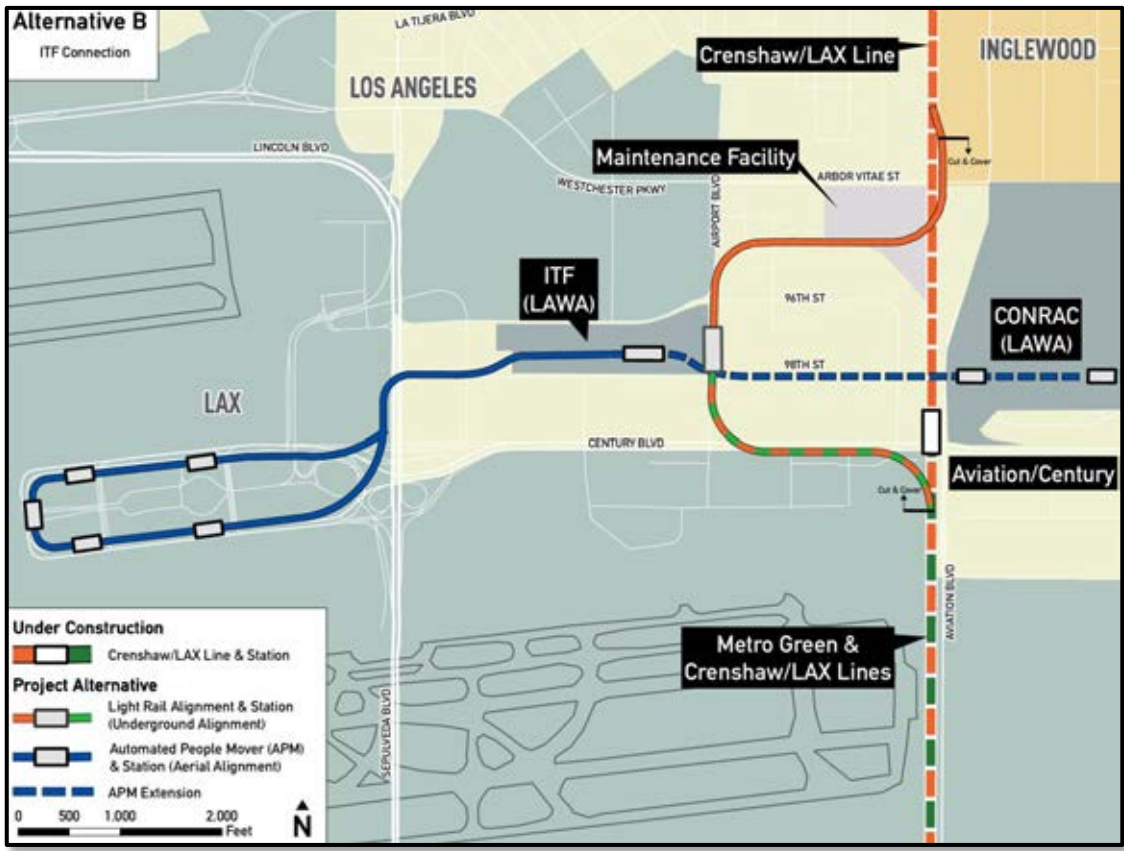 Alternative B
ITF Connection
LA TIJERA BLVD
Crenshaw/LAX Line
INGLEWOOD
LOS ANGELES
LINCOLN BLVD
Maintenance Facility
Cut & Cover
WESTCHESTER PKWY
ARBOR VITAE ST
AIRPORT BLVD
ITF
(LAWA)
96TH ST
CONRAC
(LAWA)
98TH ST
LAX
CENTURY BLVD
Aviation/Century
Cut & Cover
AVIATION BLVD
Metro Green &
Crenshaw/LAX Lines
SEPULVEDA BLVD
Under Construction
Crenshaw/LAX Line & Station
Project Alternative
Light Rail Alignment & Station
(Underground Alignment)
Automated People Mover (APM)
& Station (Aerial Alignment)
APM Extension
0 500 1.000 2.000
Feet
N